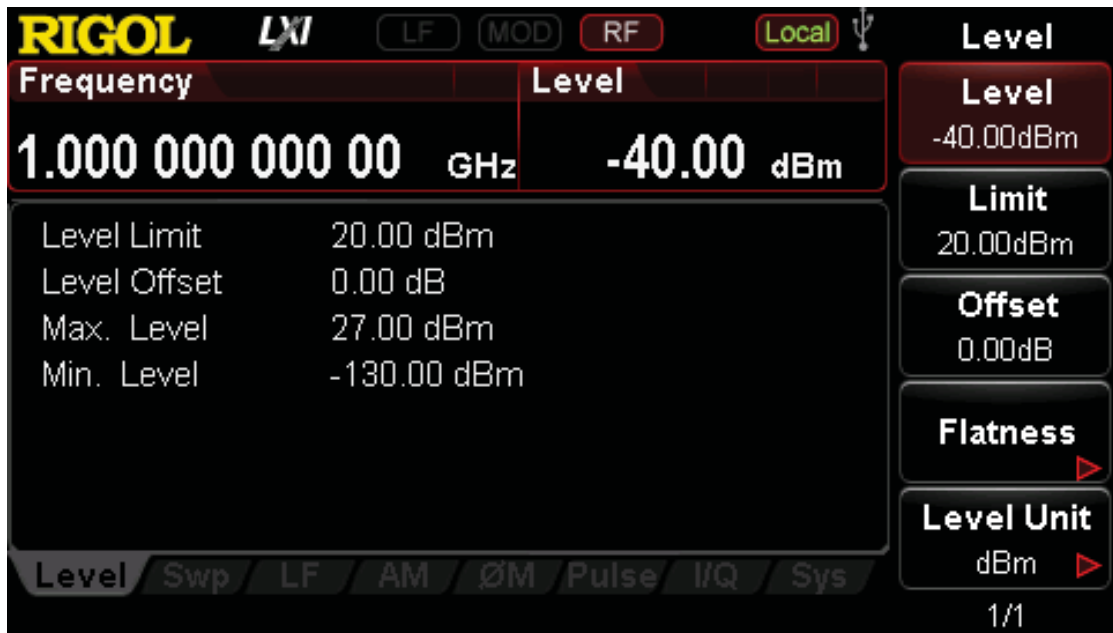 RIGOL LXI LF MOD RF Local Level
Frequency Level
1.000 000 000 00 GHz -40.00 dBm
Level Limit 20.00 dBm
Level Offset 0.00 dB
Max. Level 27.00 dBm
Min. Level -130.00 dBm
Level
-40.00dBm
Limit
20.00dBm
Offset
0.00dB
Flatness
Level Unit
dBm
Level Swp LF AM ØM Pulse I/Q Sys
1/1